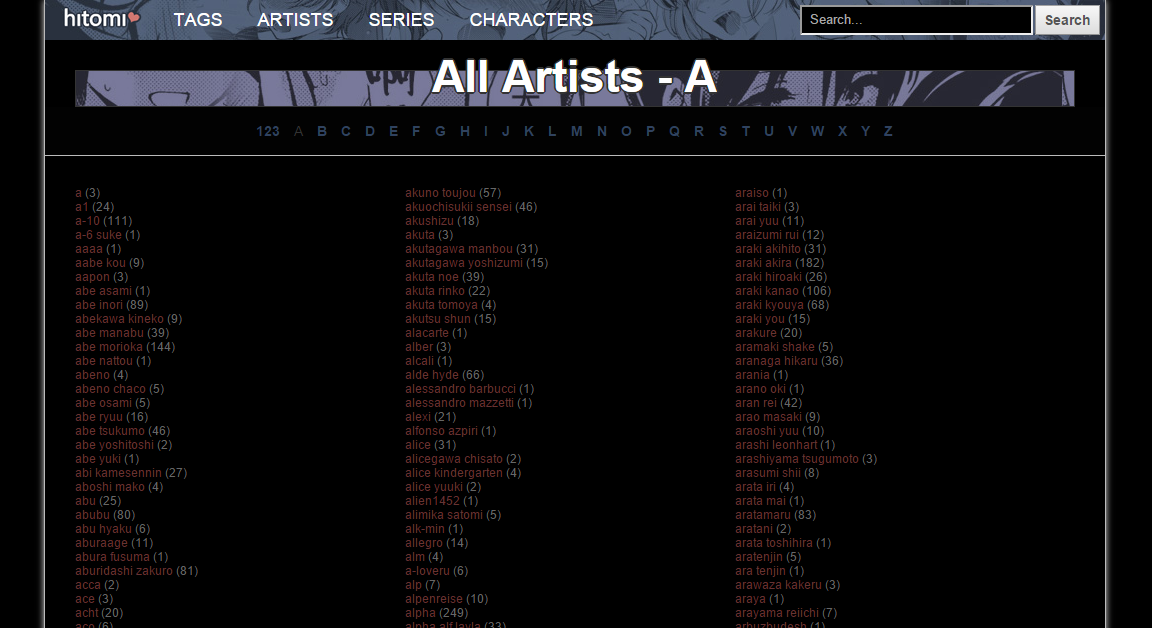 hitomi TAGS ARTISTS SERIES CHARACTERS Search... Search
All Artists - A
123 A B C D E F G H I J K L M N O P Q R S T U V W X Y Z
a (3)
a1 (24)
a-10 (111)
a-6 suke (1)
aaaa (1)
aabe kou (9)
aapon (3)
abe asami (1)
abe inori (89)
abekawa kineko (9)
abe manabu (39)
abe morioka (144)
abe nattou (1)
abeno (4)
abeno chaco (5)
abe osami (5)
abe ryuu (16)
abe tsukumo (46)
abe yoshitoshi (2)
abe yuki (1)
abi kamesennin (27)
aboshi mako (4)
abu (25)
abubu (80)
abu hyaku (6)
aburaage (11)
abura fusuma (1)
aburidashi zakuro (81)
acca (2)
ace (3)
acht (20)
aco (6)
akuno toujou (57)
akuochisukii sensei (46)
akushizu (18)
akuta (3)
akutagawa manbou (31)
akutagawa yoshizumi (15)
akuta noe (39)
akuta rinko (22)
akuta tomoya (4)
akutsu shun (15)
alacarte (1)
alber (3)
alcali (1)
alde hyde (66)
alessandro barbucci (1)
alessandro mazzetti (1)
alexi (21)
alfonso azpiri (1)
alice (31)
alicegawa chisato (2)
alice kindergarten (4)
alice yuuki (2)
alien1452 (1)
alimika satomi (5)
alk-min (1)
allegro (14)
alm (4)
a-loveru (6)
alp (7)
alpenreise (10)
alpha (249)
alpha alf layla (33)
araiso (1)
arai taiki (3)
arai yuu (11)
araizumi rui (12)
araki akihito (31)
araki akira (182)
araki hiroaki (26)
araki kanao (106)
araki kyouya (68)
araki you (15)
arakure (20)
aramaki shake (5)
aranaga hikaru (36)
arania (1)
arano oki (1)
aran rei (42)
arao masaki (9)
araoshi yuu (10)
arashi leonhart (1)
arashiyama tsugumoto (3)
arasumi shii (8)
arata iri (4)
arata mai (1)
aratamaru (83)
aratani (2)
arata toshihira (1)
aratenjin (5)
ara tenjin (1)
arawaza kakeru (3)
araya (1)
arayama reiichi (7)
arbuzbudesh (1)